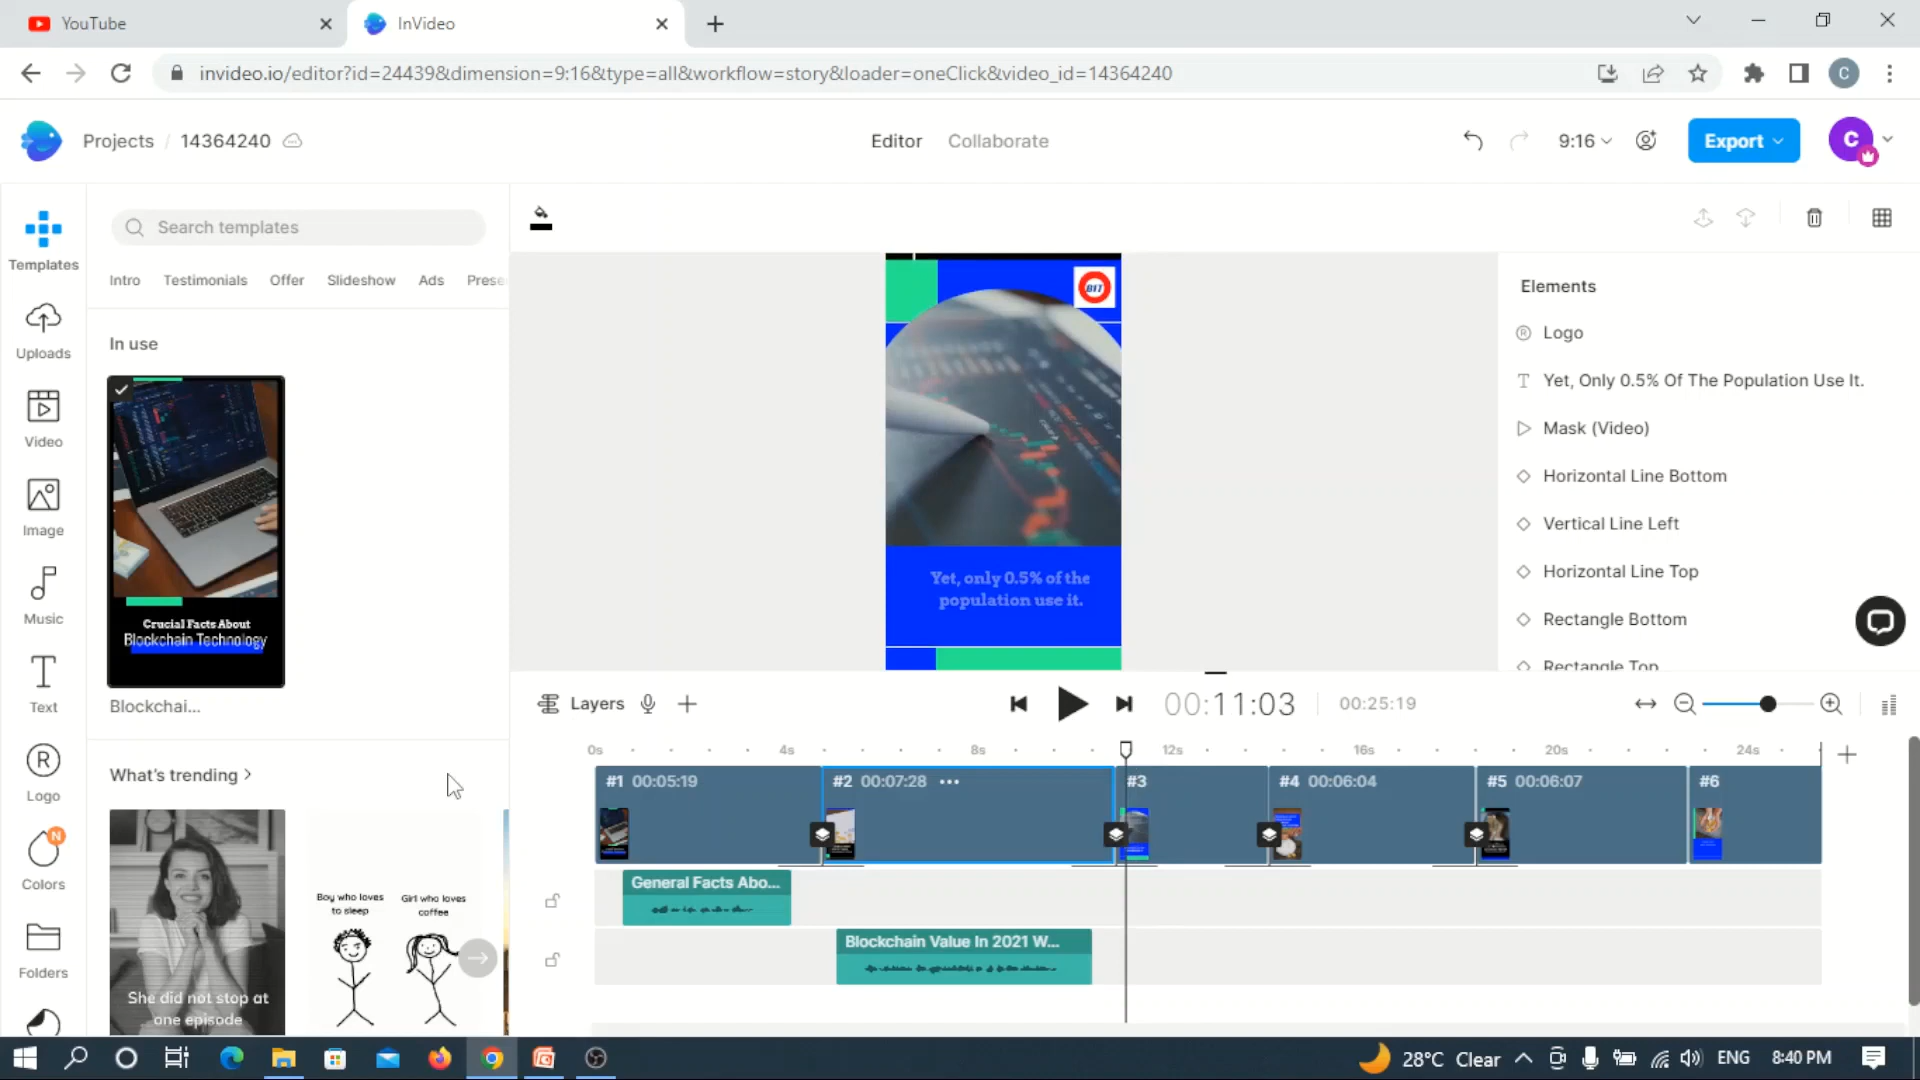 YouTube
InVideo
invideo.io/editor?id=24439&dimension=9:16&type=all&workflow=story&loader=oneClick&video_id=14364240
C
Projects / 14364240
Editor
Collaborate
9:16
Export
C
Templates
Uploads
Video
Image
Music
Text
Logo
N
Colors
Folders
Search templates
Intro
Testimonials
Offer
Slideshow
Ads
Prese
In use
Crucial Facts About
Blockchain Technology
Blockchai...
What's trending >
She did not stop at
one episode
Boy who loves
to sleep
Girl who loves
coffee
BIT
Yet, only 0.5% of the
population use it.
Elements
Logo
Yet, Only 0.5% Of The Population Use It.
Mask (Video)
Horizontal Line Bottom
Vertical Line Left
Horizontal Line Top
Rectangle Bottom
Rectangle Top
Layers
00:11:03
00:25:19
0s
4s
8s
12s
16s
20s
24s
#1 00:05:19
#2 00:07:28
#3
#4 00:06:04
#5 00:06:07
#6
General Facts Abo...
Blockchain Value In 2021 W...
28°C Clear
ENG
8:40 PM